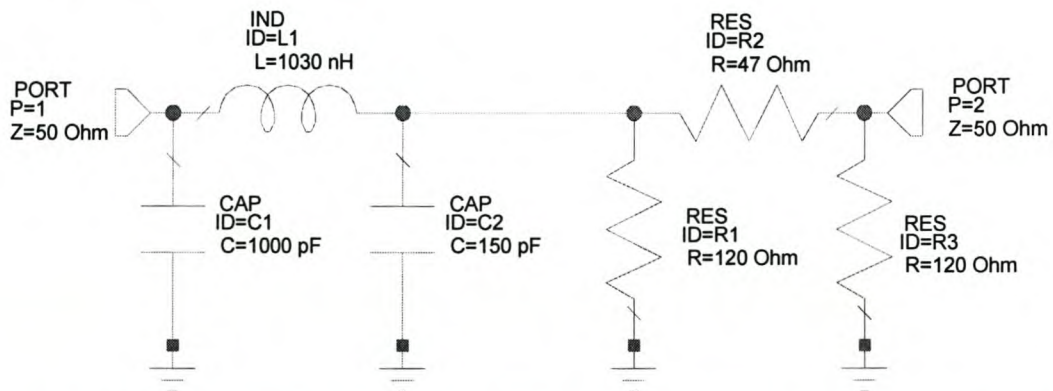 IND
ID=L1
L=1030 nH
RES
ID=R2
R=47 Ohm
PORT
P=1
Z=50 Ohm
PORT
P=2
Z=50 Ohm
CAP
ID=C1
C=1000 pF
CAP
ID=C2
C=150 pF
RES
ID=R1
R=120 Ohm
RES
ID=R3
R=120 Ohm